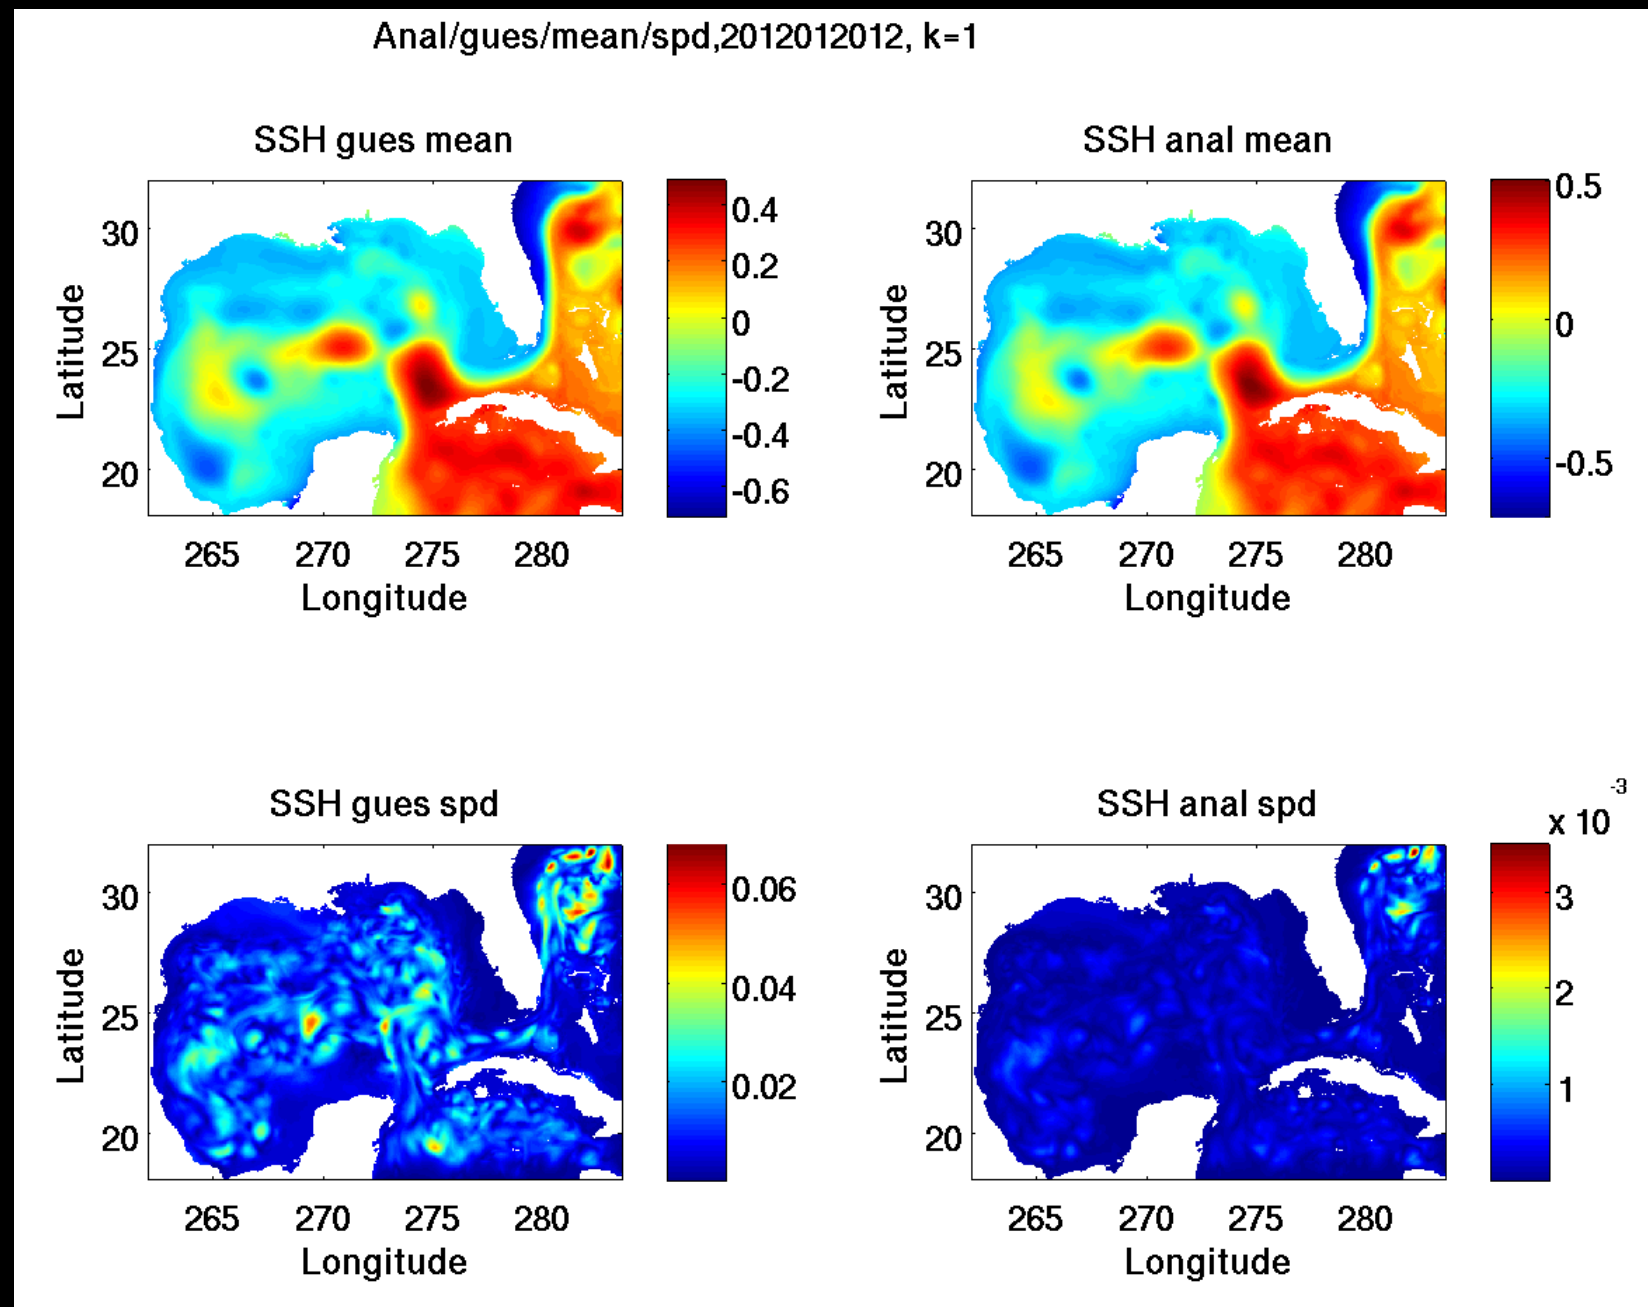 Anal/gues/mean/spd,2012012012, k=1
SSH gues mean
30
25
20
Latitude
265 270 275 280
Longitude
0.4
0.2
0
-0.2
-0.4
-0.6
SSH anal mean
30
25
20
Latitude
265 270 275 280
Longitude
0.5
0
-0.5
SSH gues spd
30
25
20
Latitude
265 270 275 280
Longitude
0.06
0.04
0.02
SSH anal spd
30
25
20
Latitude
265 270 275 280
Longitude
x 10-3
3
2
1